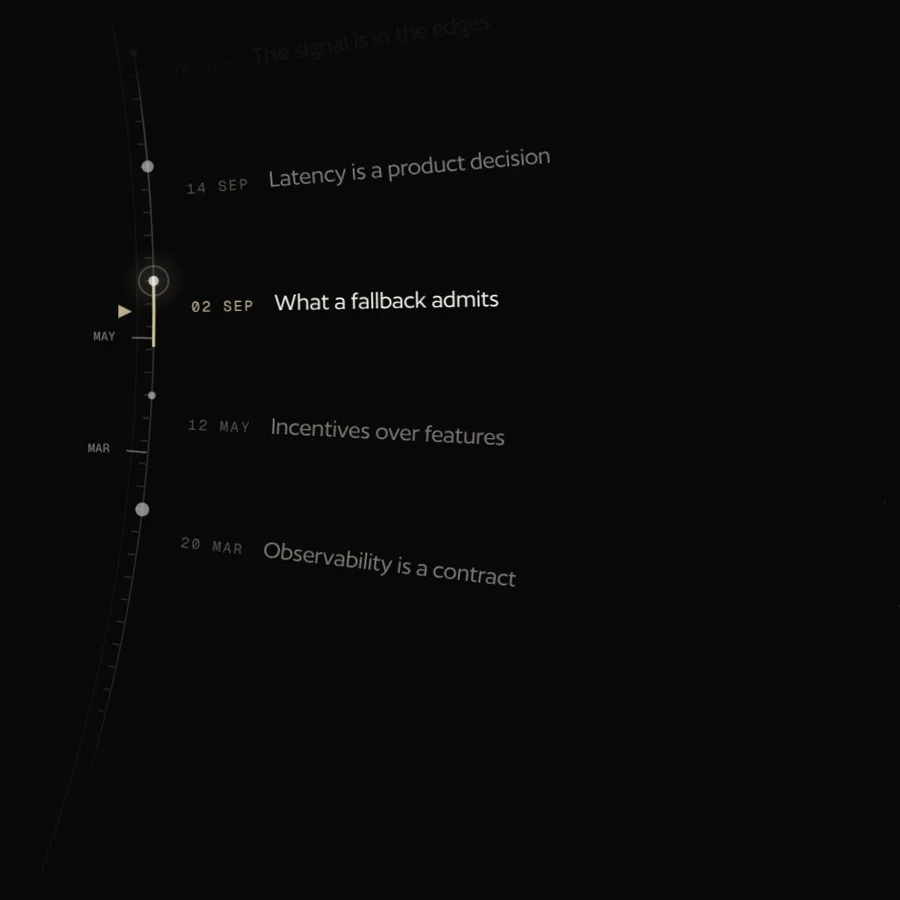 The signal is in the edges
14 SEP Latency is a product decision
02 SEP What a fallback admits
MAY
12 MAY Incentives over features
MAR
20 MAR Observability is a contract